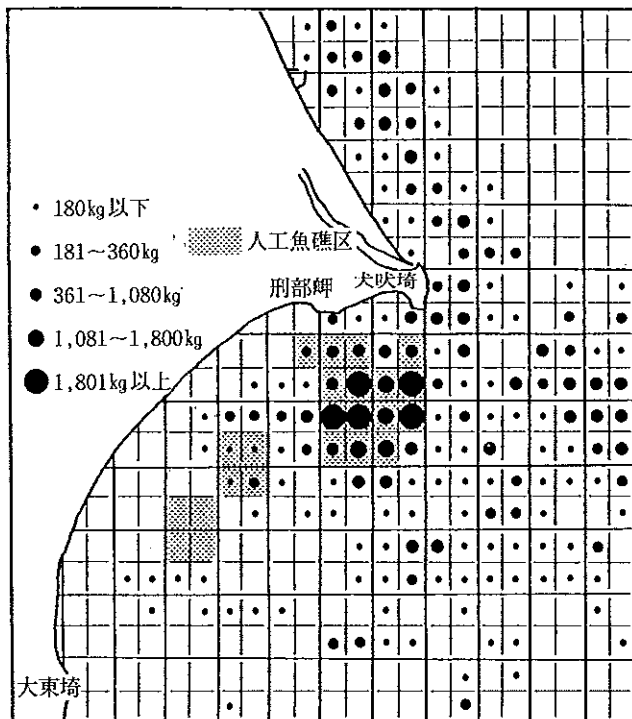 180kg以下
181～360kg
361～1,080kg
1,081～1,800kg
1,801kg以上
人工魚礁区
刑部岬
犬吠埼
大東埼